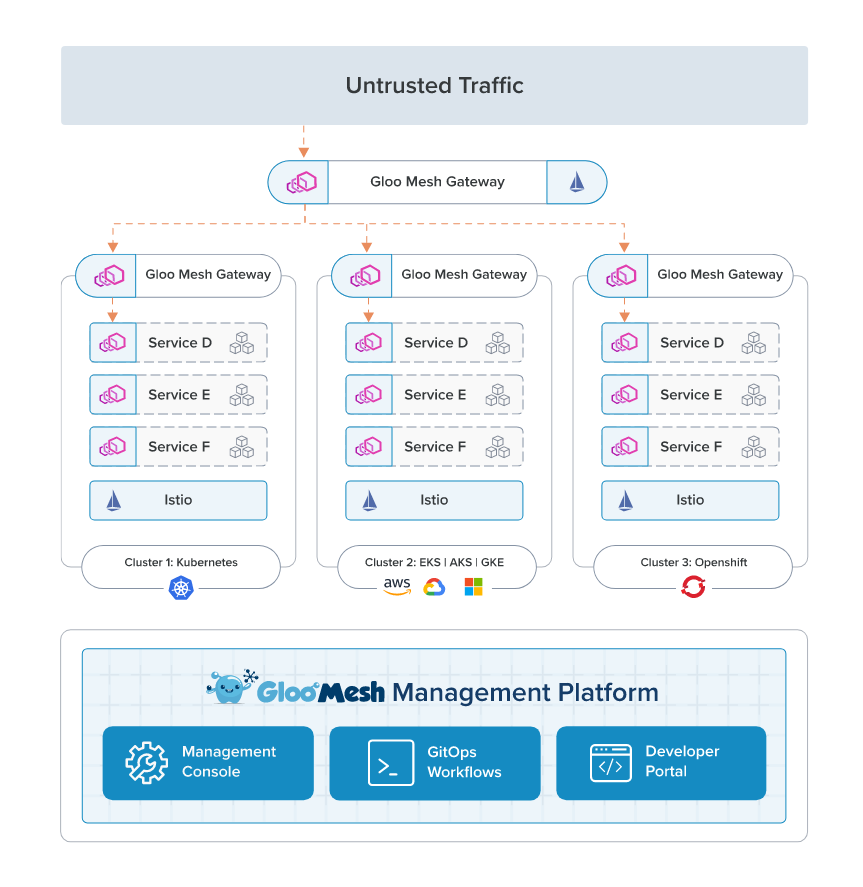 Untrusted Traffic
Gloo Mesh Gateway
Gloo Mesh Gateway
Gloo Mesh Gateway
Gloo Mesh Gateway
Service D
Service D
Service D
Service E
Service E
Service E
Service F
Service F
Service F
Istio
Istio
Istio
Cluster 1: Kubernetes
Cluster 2: EKS | AKS | GKE
Cluster 3: Openshift
aws
Gloo Mesh Management Platform
Management
Console
GitOps
Workflows
Developer
Portal